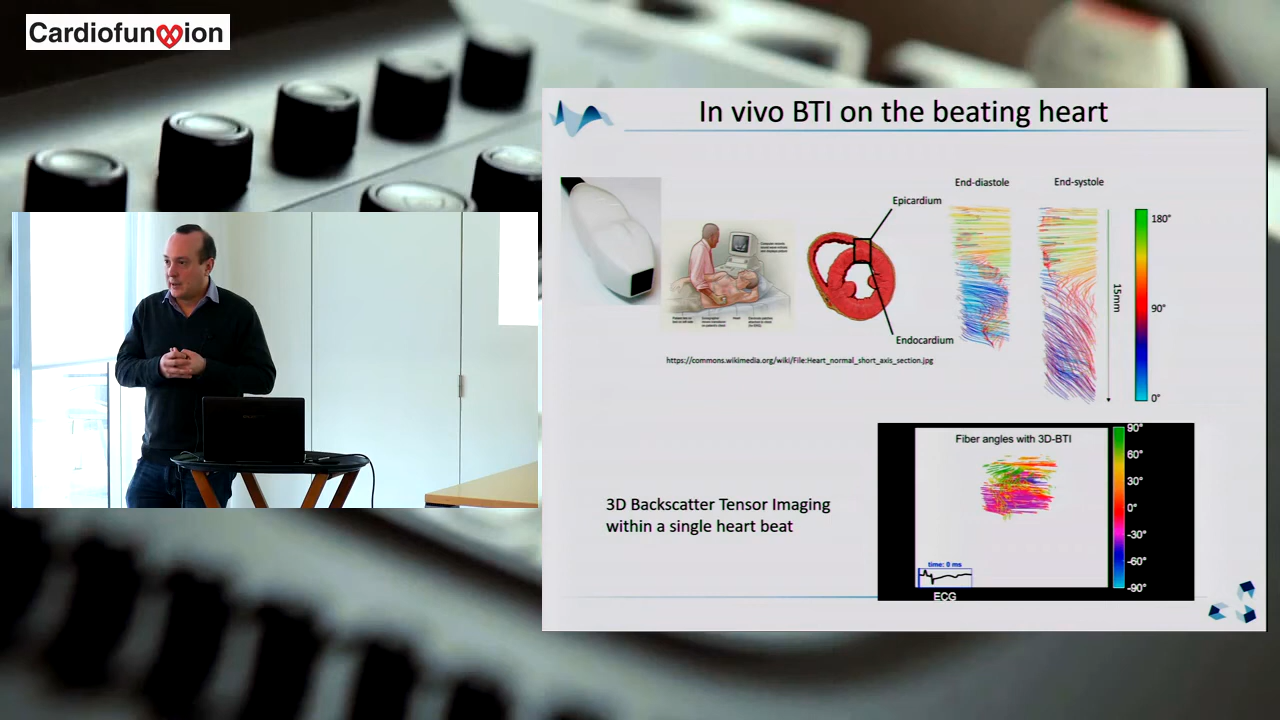 Cardiofunxion
In vivo BTI on the beating heart
End-diastole
End-systole
Epicardium
180°
15mm
90°
Endocardium
0°
https://commons.wikimedia.org/wiki/File:Heart_normal_short_axis_section.jpg
Fiber angles with 3D-BTI
90°
60°
30°
0°
-30°
-60°
-90°
3D Backscatter Tensor Imaging
within a single heart beat
time: 0 ms
ECG